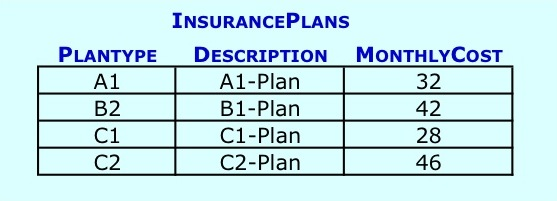 InsurancePlans
Plantype Description MonthlyCost
A1 A1-Plan 32
B2 B1-Plan 42
C1 C1-Plan 28
C2 C2-Plan 46